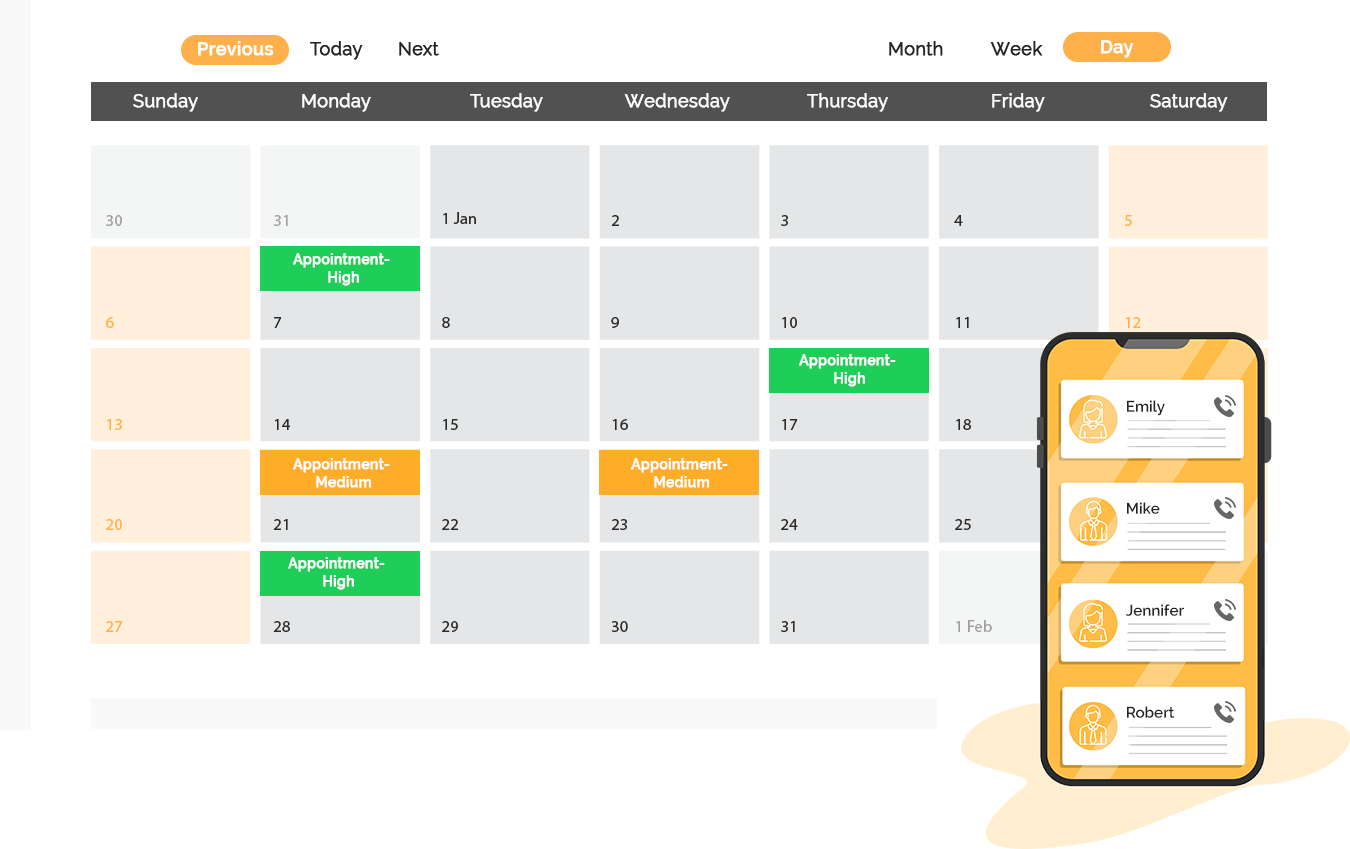 Previous Today Next Month Week Day
Sunday Monday Tuesday Wednesday Thursday Friday Saturday
30 31 1 Jan 2 3 4 5
Appointment-
High
6 7 8 9 10 11 12
Appointment-
High
13 14 15 16 17 18
Appointment-
Medium
Appointment-
Medium
20 21 22 23 24 25
Appointment-
High
27 28 29 30 31 1 Feb
Emily
Mike
Jennifer
Robert